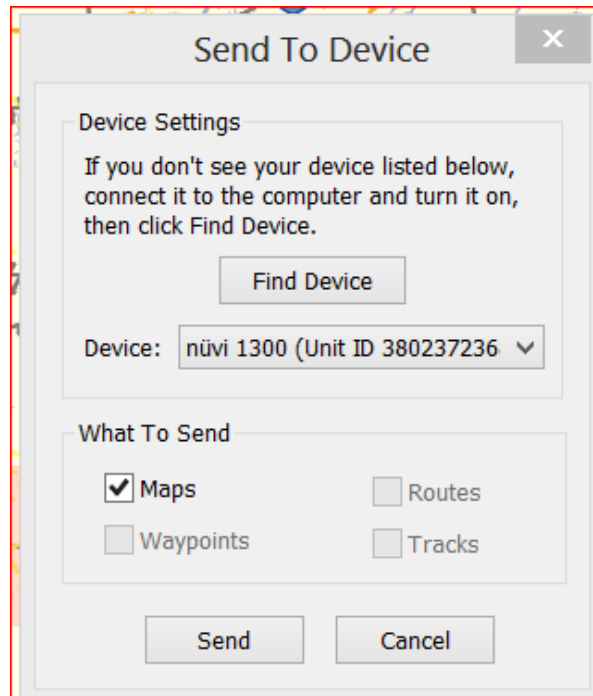 Send To Device
Device Settings
If you don't see your device listed below,
connect it to the computer and turn it on,
then click Find Device.
Find Device
Device: nüvi 1300 (Unit ID 380237236
What To Send
Maps
Routes
Waypoints
Tracks
Send
Cancel